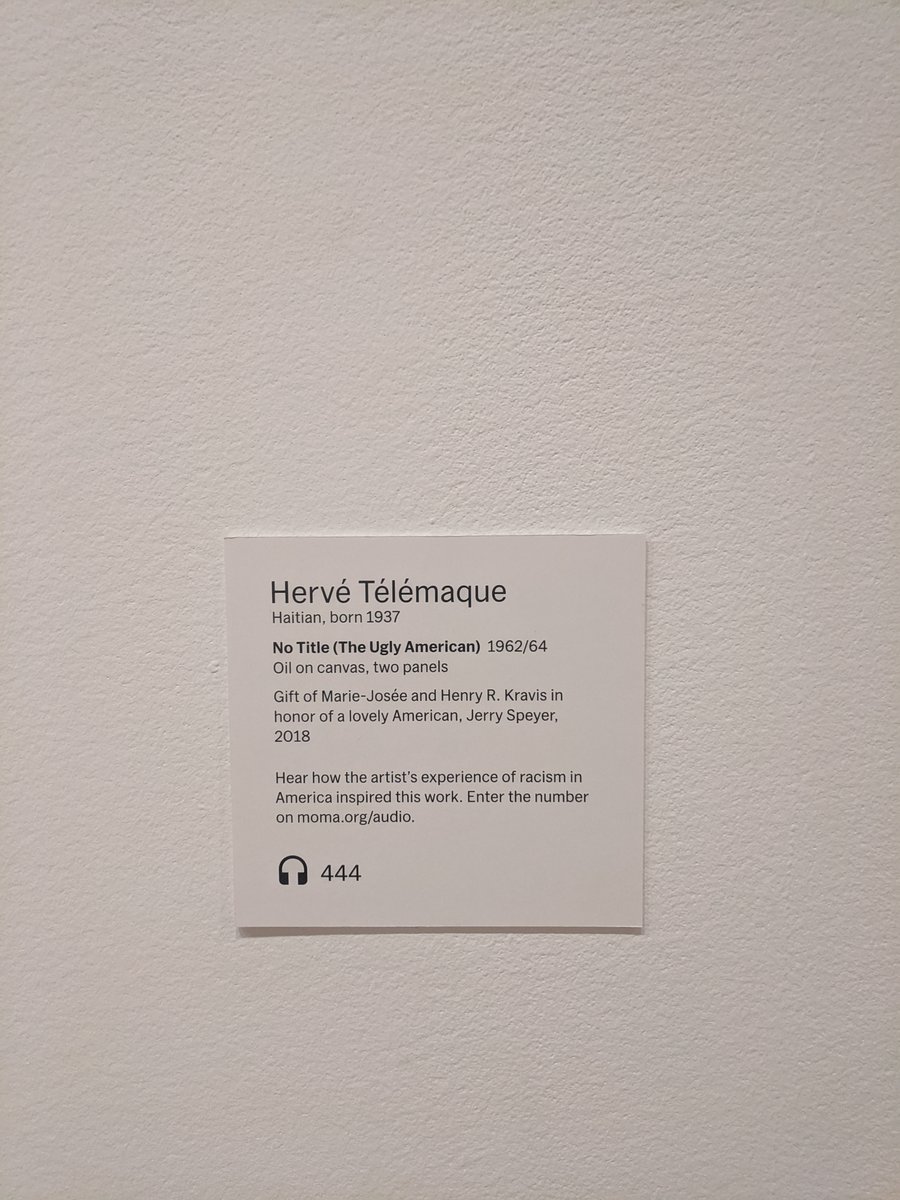 Hervé Télémaque
Haitian, born 1937
No Title (The Ugly American) 1962/64
Oil on canvas, two panels
Gift of Marie-Josée and Henry R. Kravis in
honor of a lovely American, Jerry Speyer,
2018
Hear how the artist's experience of racism in
America inspired this work. Enter the number
on moma.org/audio.
444